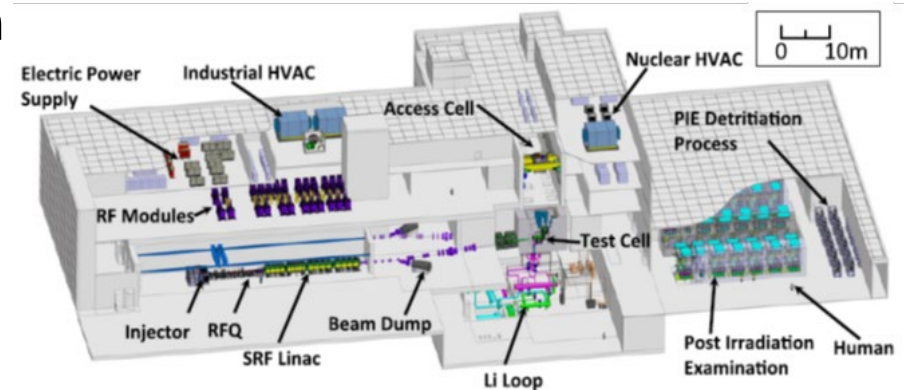 0 10m
Electric Power
Supply
Industrial HVAC
Access Cell
Nuclear HVAC
PIE Detritiation
Process
RF Modules
Test Cell
Injector
RFQ
SRF Linac
Beam Dump
Li Loop
Post Irradiation
Examination
Human